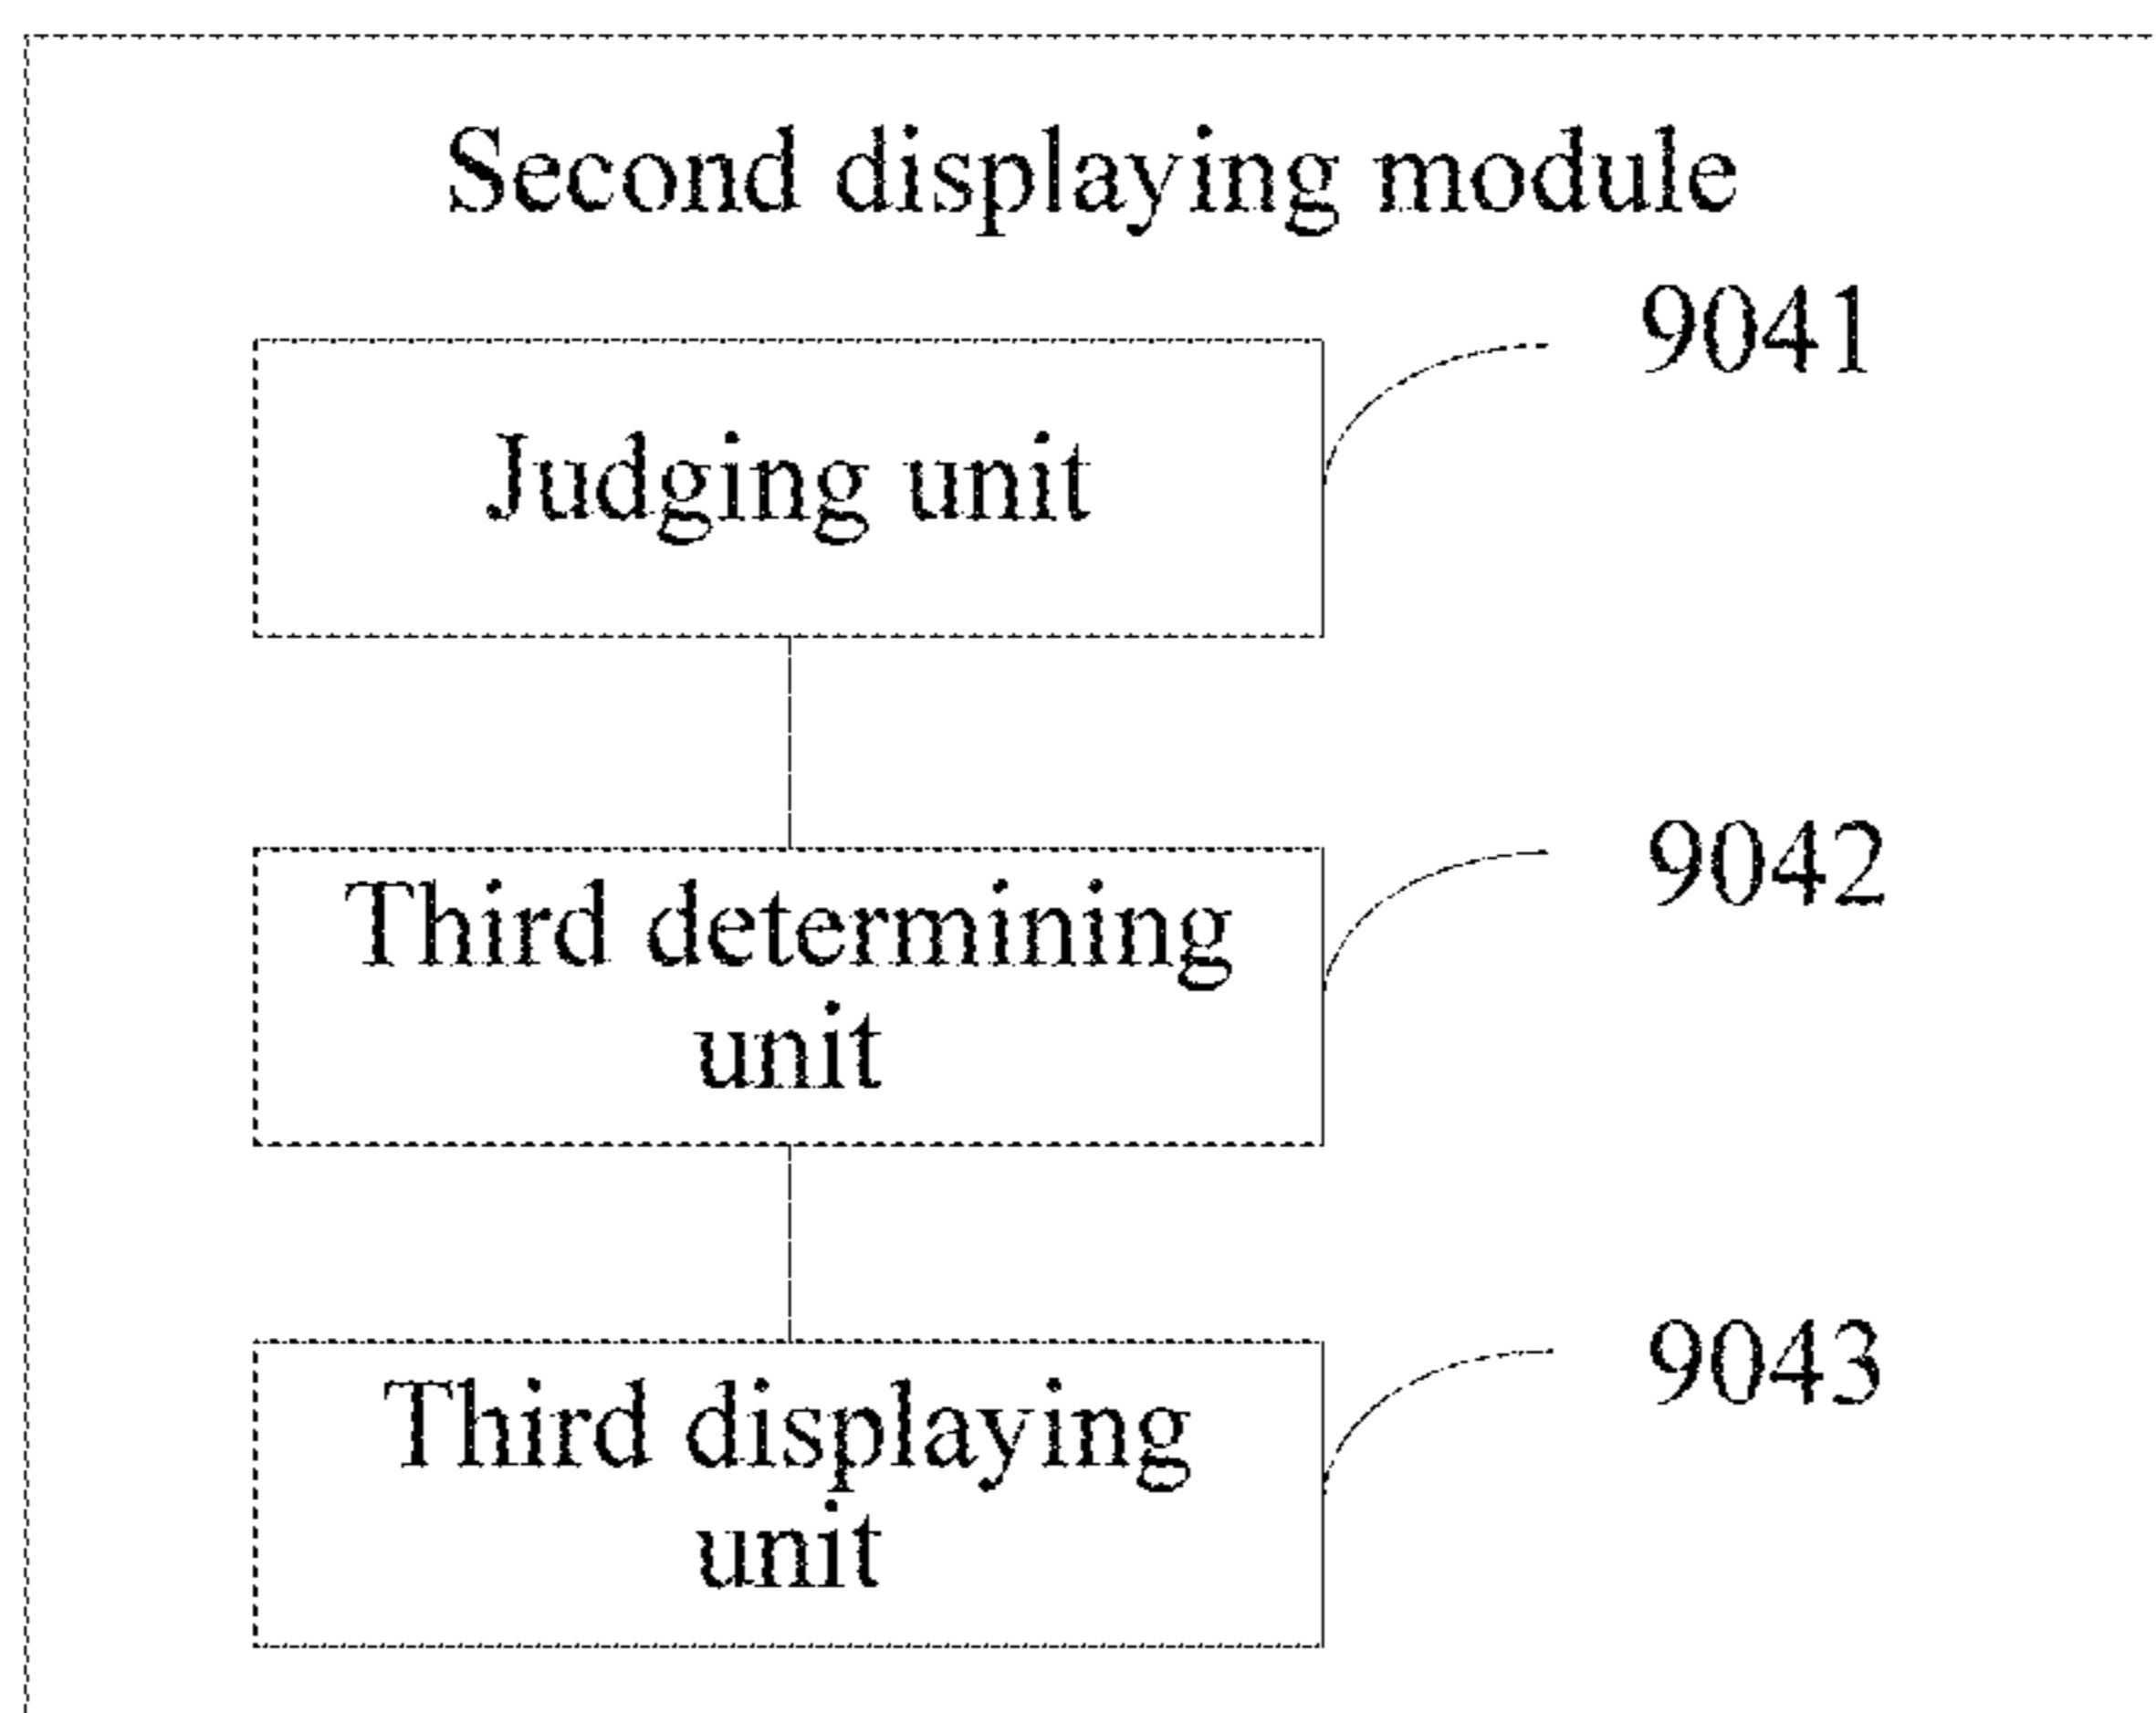 Second displaying module
9041
Judging unit
9042
Third determining
unit
9043
Third displaying
unit